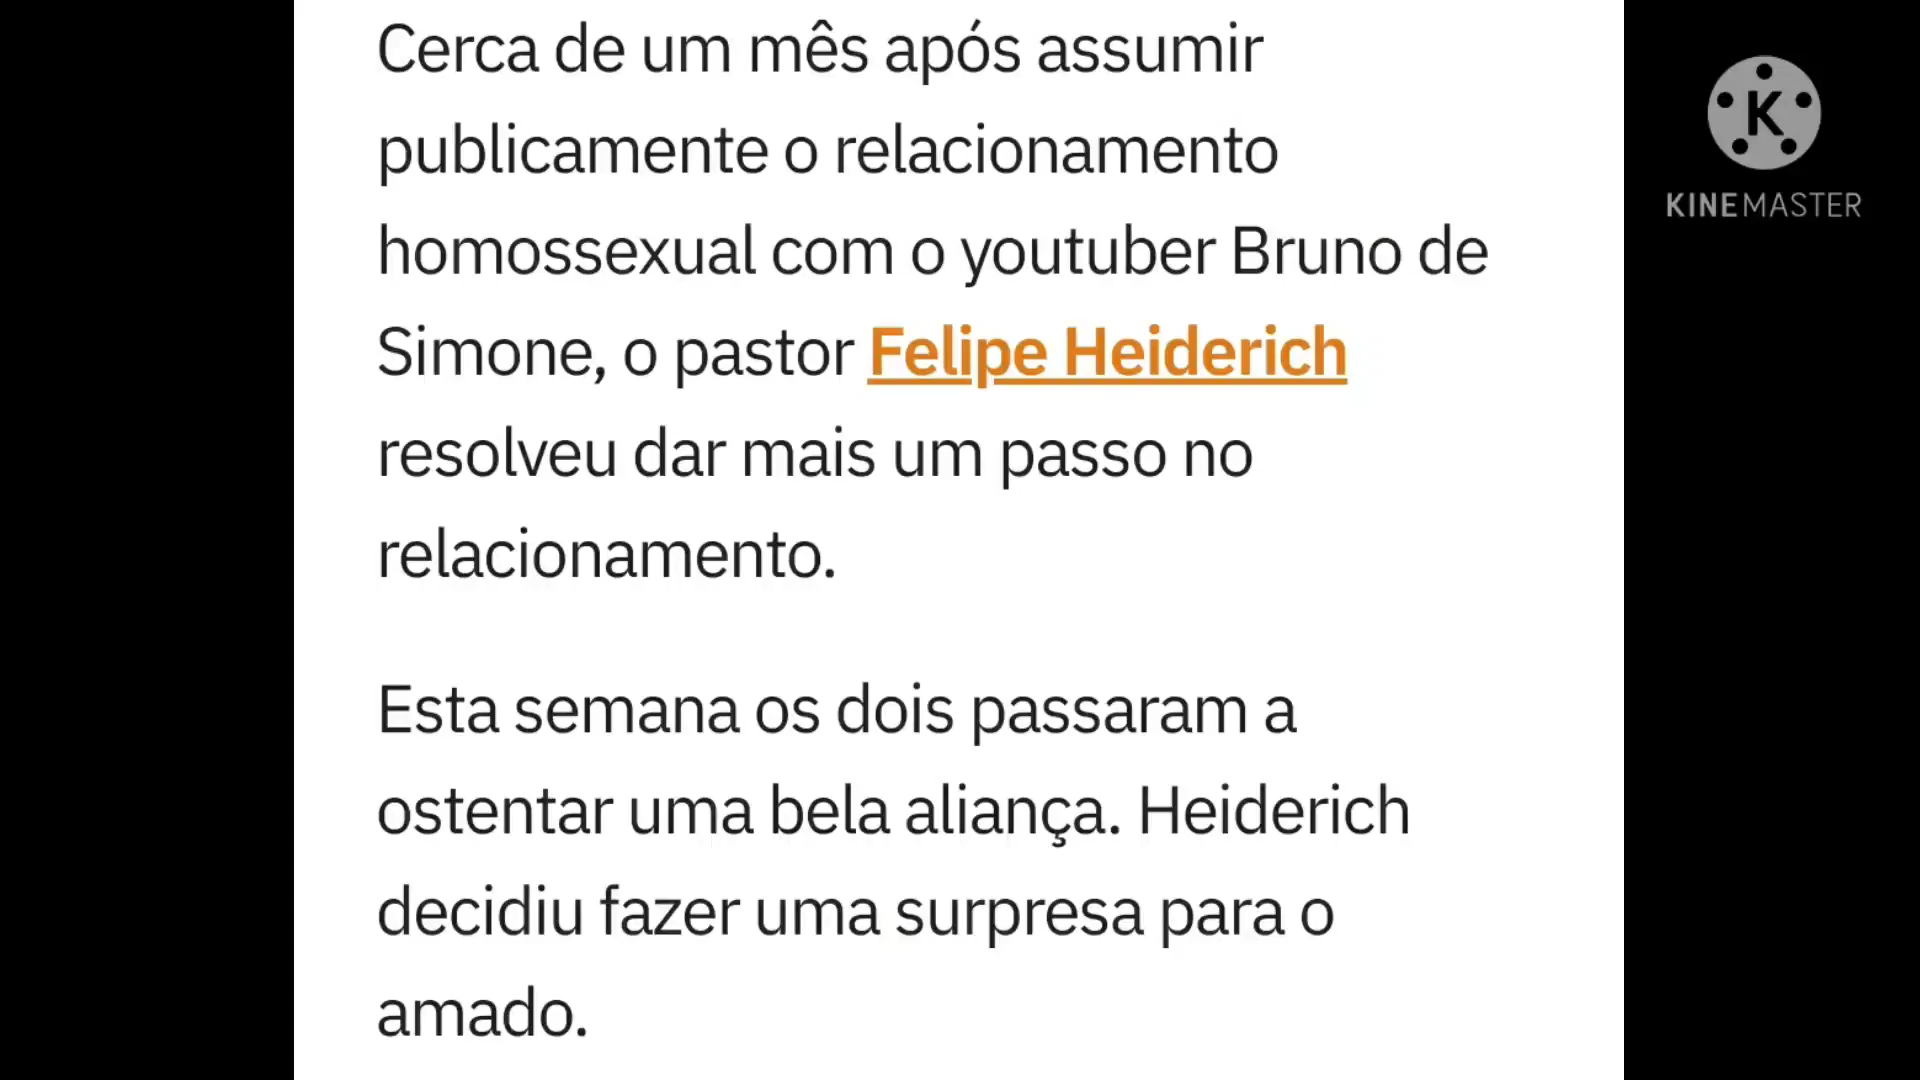 Cerca de um mês após assumir
publicamente o relacionamento
homossexual com o youtuber Bruno de
Simone, o pastor Felipe Heiderich
resolveu dar mais um passo no
relacionamento.
Esta semana os dois passaram a
ostentar uma bela aliança. Heiderich
decidiu fazer uma surpresa para o
amado.
K
KINEMASTER